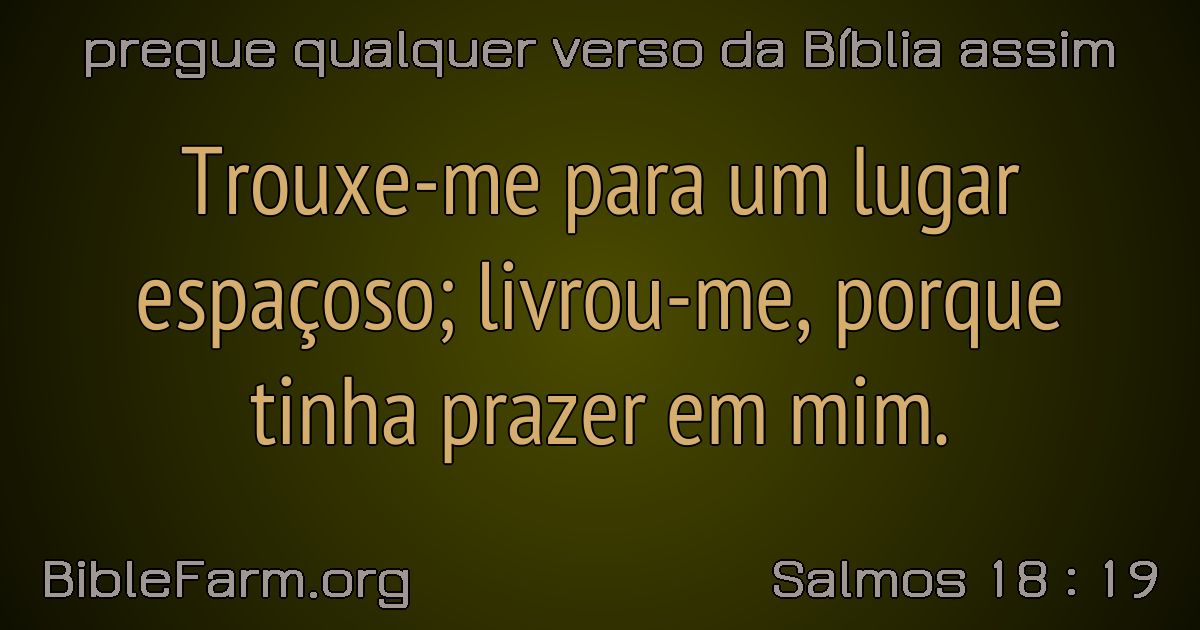 pregue qualquer verso da Bíblia assim
Trouxe-me para um lugar
espaçoso; livrou-me, porque
tinha prazer em mim.
BibleFarm.org
Salmos 18 : 19